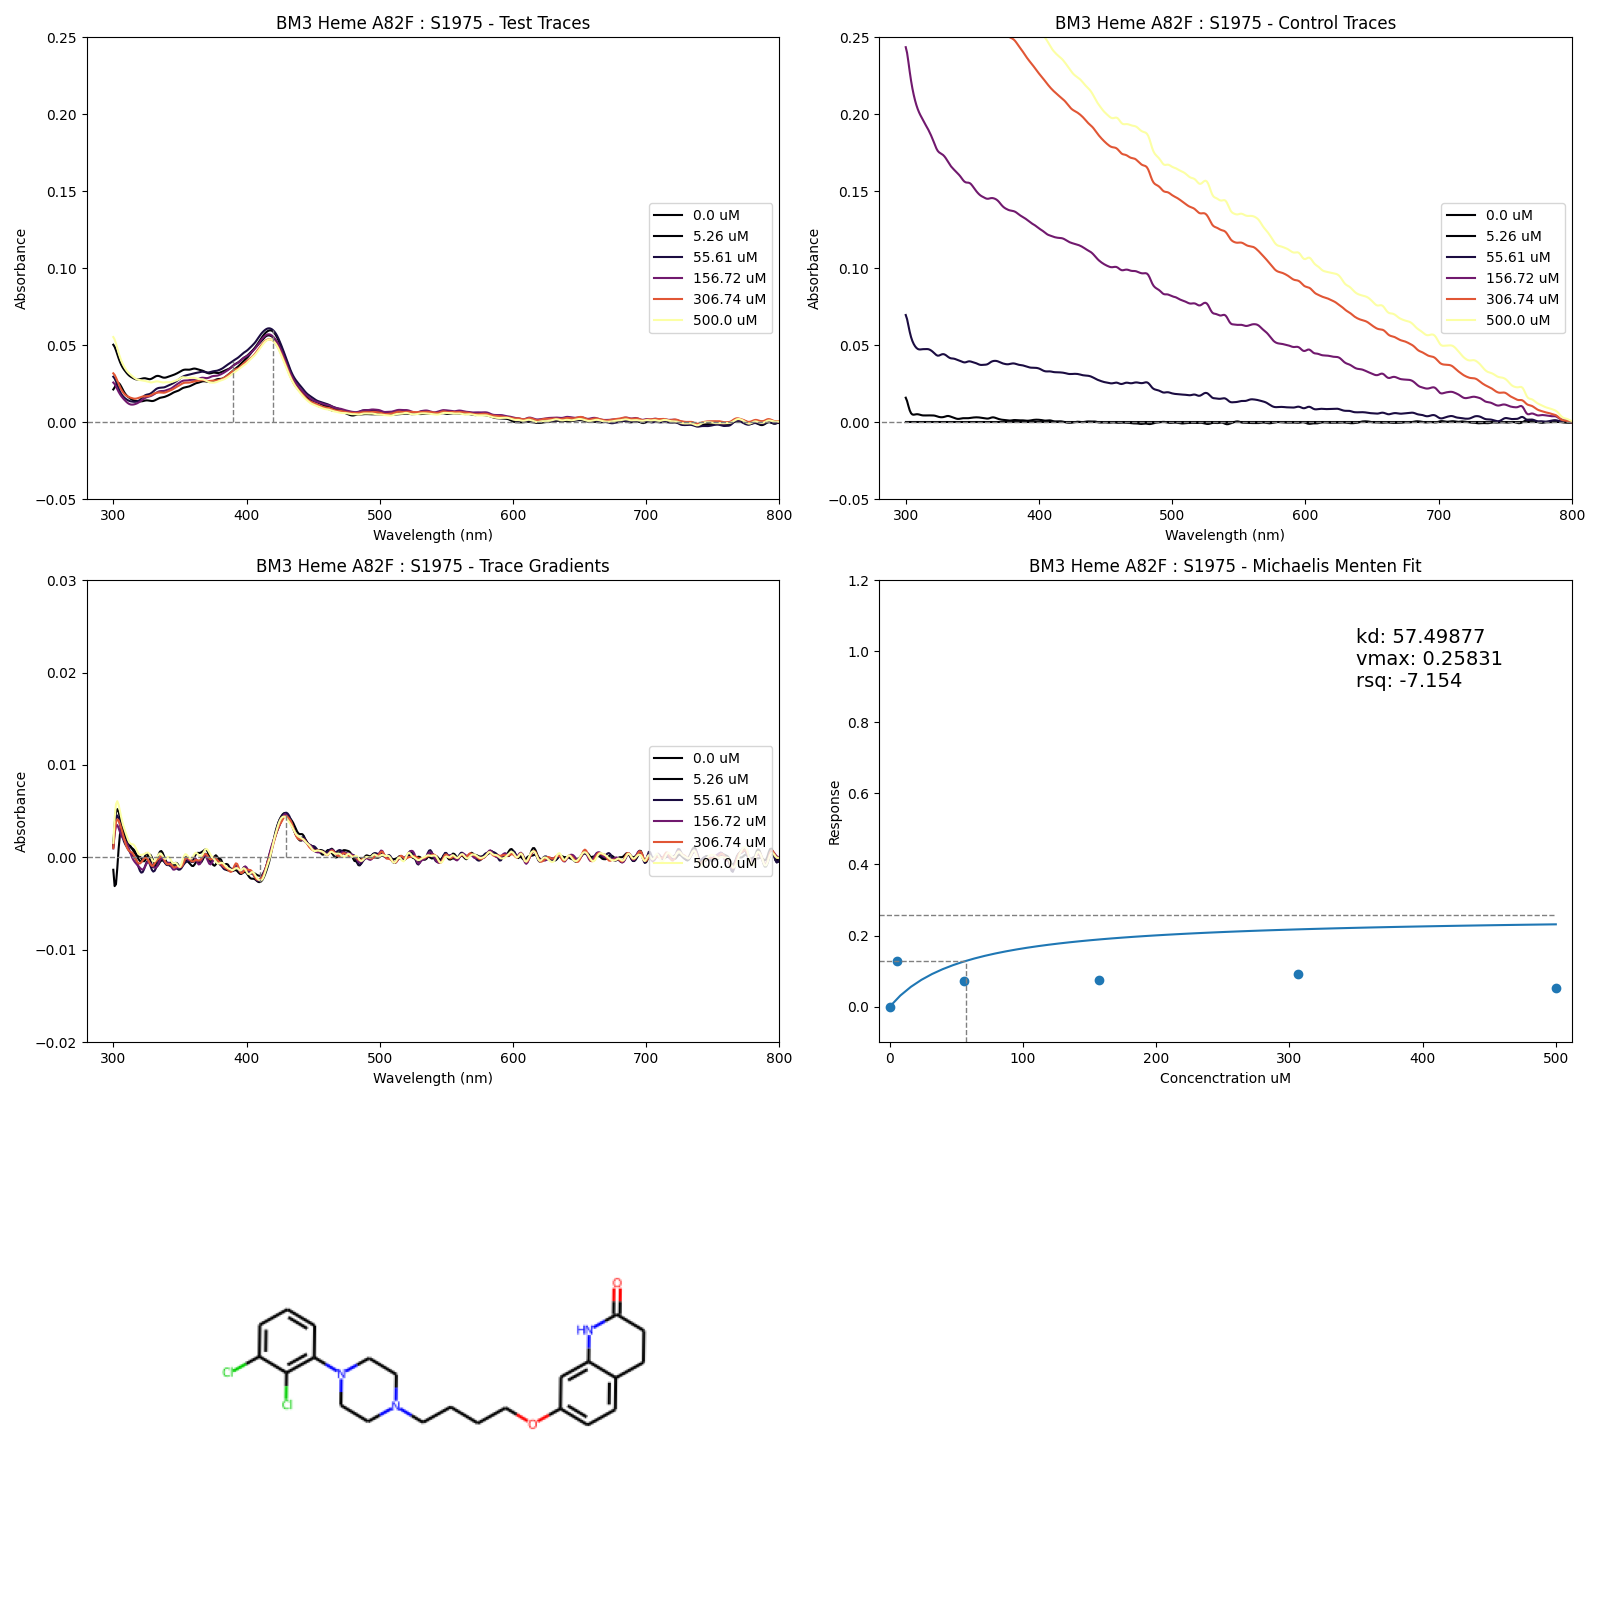 BM3 Heme A82F : S1975 - Test Traces
0.25
0.20
0.15
0.10
0.05
0.00
−0.05
Absorbance
300
400
500
600
700
800
Wavelength (nm)
0.0 uM
5.26 uM
55.61 uM
156.72 uM
306.74 uM
500.0 uM
BM3 Heme A82F : S1975 - Control Traces
0.25
0.20
0.15
0.10
0.05
0.00
−0.05
Absorbance
300
400
500
600
700
800
Wavelength (nm)
0.0 uM
5.26 uM
55.61 uM
156.72 uM
306.74 uM
500.0 uM
BM3 Heme A82F : S1975 - Trace Gradients
0.03
0.02
0.01
0.00
−0.01
−0.02
Absorbance
300
400
500
600
700
800
Wavelength (nm)
0.0 uM
5.26 uM
55.61 uM
156.72 uM
306.74 uM
500.0 uM
BM3 Heme A82F : S1975 - Michaelis Menten Fit
1.2
1.0
0.8
0.6
0.4
0.2
0.0
Response
0
100
200
300
400
500
Concenctration uM
kd: 57.49877
vmax: 0.25831
rsq: -7.154
O
HN
Cl
N
Cl
N
O